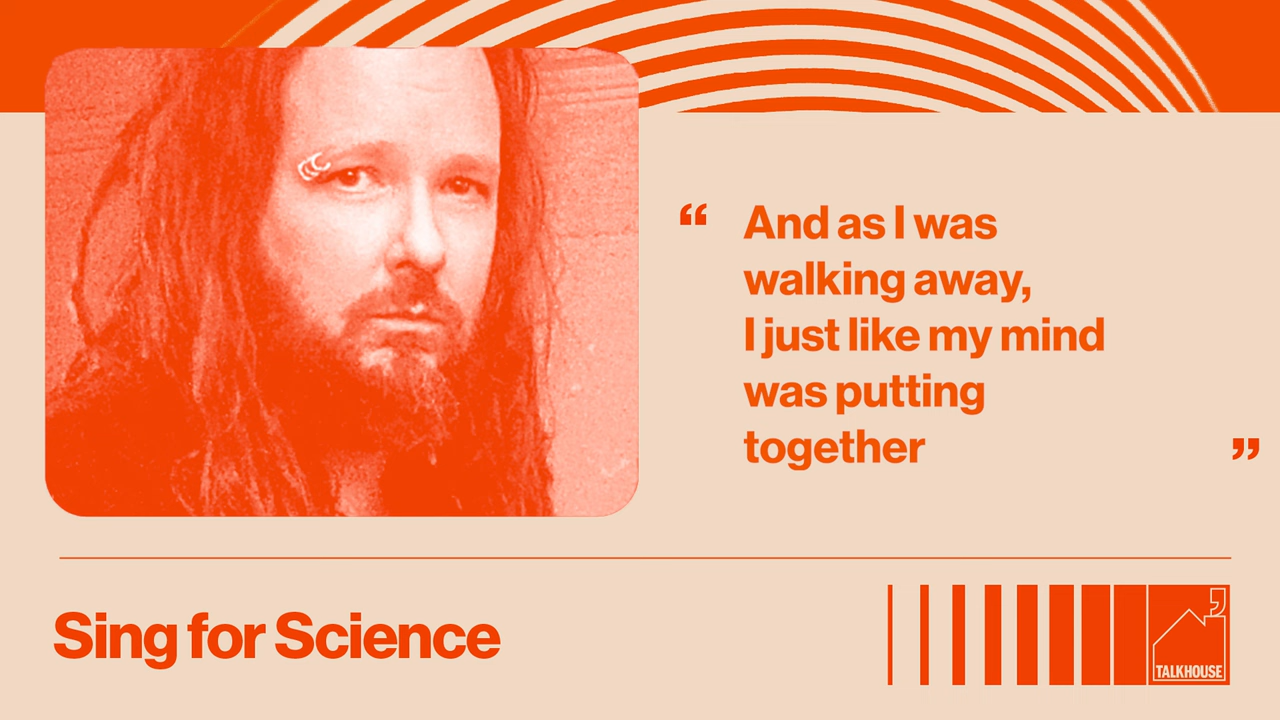 “ And as I was
walking away,
I just like my mind
was putting
together ”
Sing for Science
TALKHOUSE